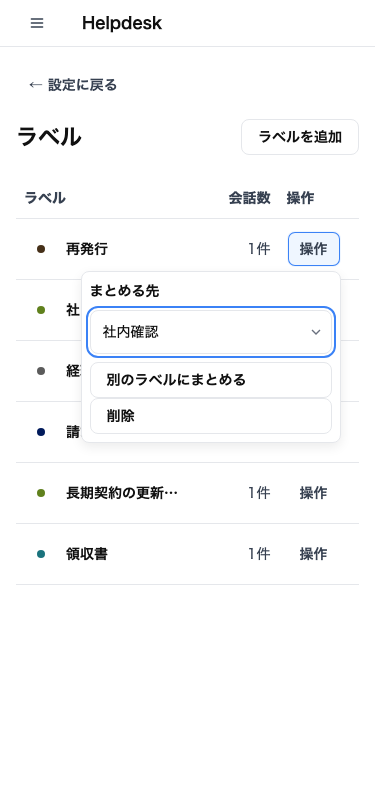 Helpdesk
← 設定に戻る
ラベル
ラベルを追加
ラベル 会話数 操作
再発行 1件 操作
まとめる先
社内確認
別のラベルにまとめる
削除
社
請
長期契約の更新… 1件 操作
領収書 1件 操作